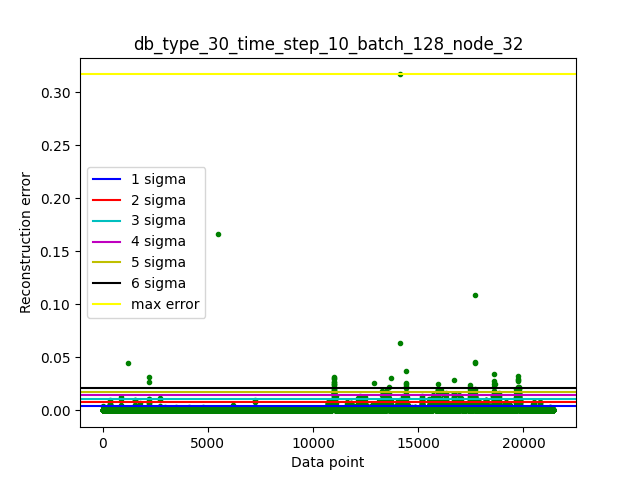 db_type_30_time_step_10_batch_128_node_32
Reconstruction error
0.30
0.25
0.20
0.15
0.10
0.05
0.00
1 sigma
2 sigma
3 sigma
4 sigma
5 sigma
6 sigma
max error
0
5000
10000
15000
20000
Data point